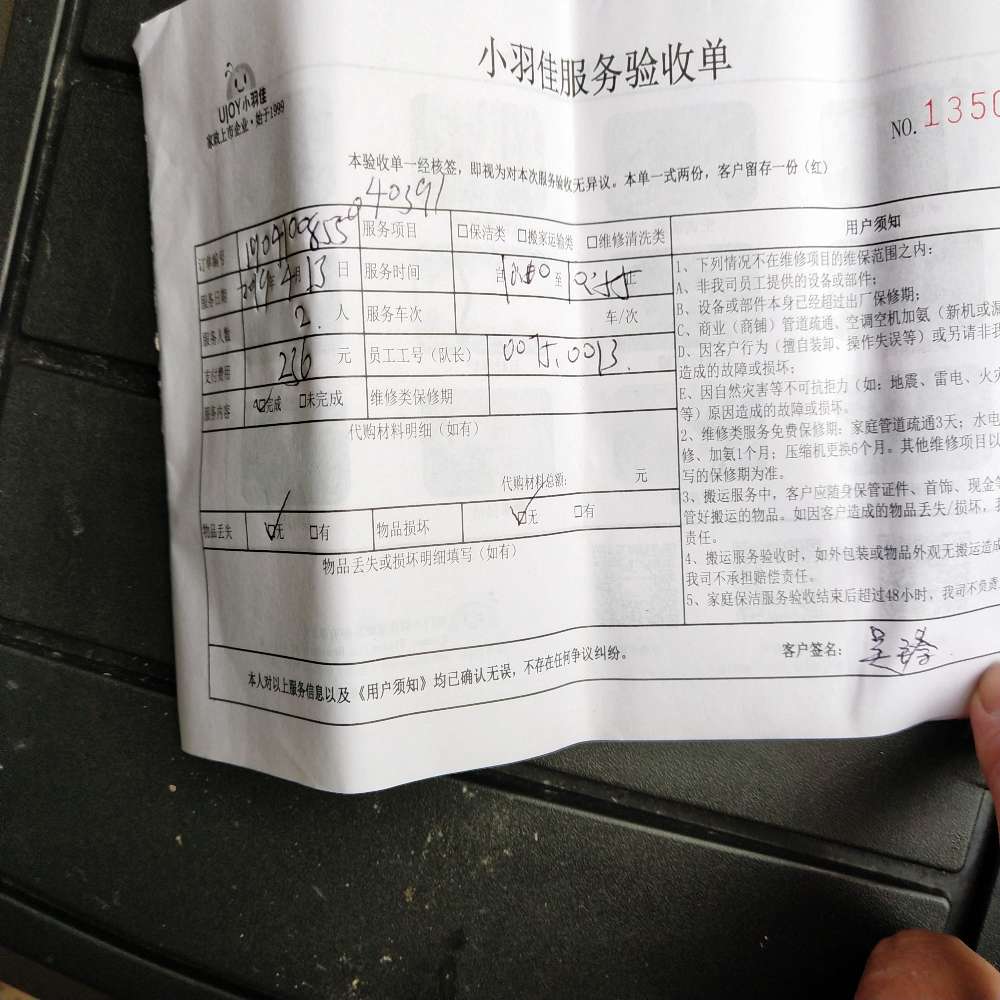 小羽佳服务验收单
UJOY小羽佳
家政上市企业·始于1999
NO.1350
本验收单一经核签，即视为对本次服务验收无异议。本单一式两份，客户留存一份（红）
40391
订单编号 服务项目 □保洁类 □搬家运输类 □维修清洗类
服务日期 年4月13日 服务时间 自 至 止
服务人数 2.人 服务车次 车/次
支付费用 236元 员工工号（队长） 0075.0013.
服务内容 □完成 □未完成 维修类保修期
代购材料明细（如有）
代购材料总额: 元
物品丢失 □无 □有 物品损坏 □无 □有
物品丢失或损坏明细填写（如有）
用户须知
1、下列情况不在维修项目的维保范围之内:
A、非我司员工提供的设备或部件;
B、设备或部件本身已经超过出厂保修期;
C、商业（商铺）管道疏通、空调空机加氨（新机或漏
D、因客户行为（擅自装卸、操作失误等）或另请非我
造成的故障或损坏;
E、因自然灾害等不可抗拒力（如: 地震、雷电、火灾
等）原因造成的故障或损坏。
2、维修类服务免费保修期: 家庭管道疏通3天; 水电
修、加氨1个月; 压缩机更换6个月。其他维修项目以
写的保修期为准。
3、搬运服务中，客户应随身保管证件、首饰、现金等
管好搬运的物品。如因客户造成的物品丢失/损坏，我
责任。
4、搬运服务验收时，如外包装或物品外观无搬运造成
我司不承担赔偿责任。
5、家庭保洁服务验收结束后超过48小时，我司不负责
本人对以上服务信息以及《用户须知》均已确认无误，不存在任何争议纠纷。
客户签名: